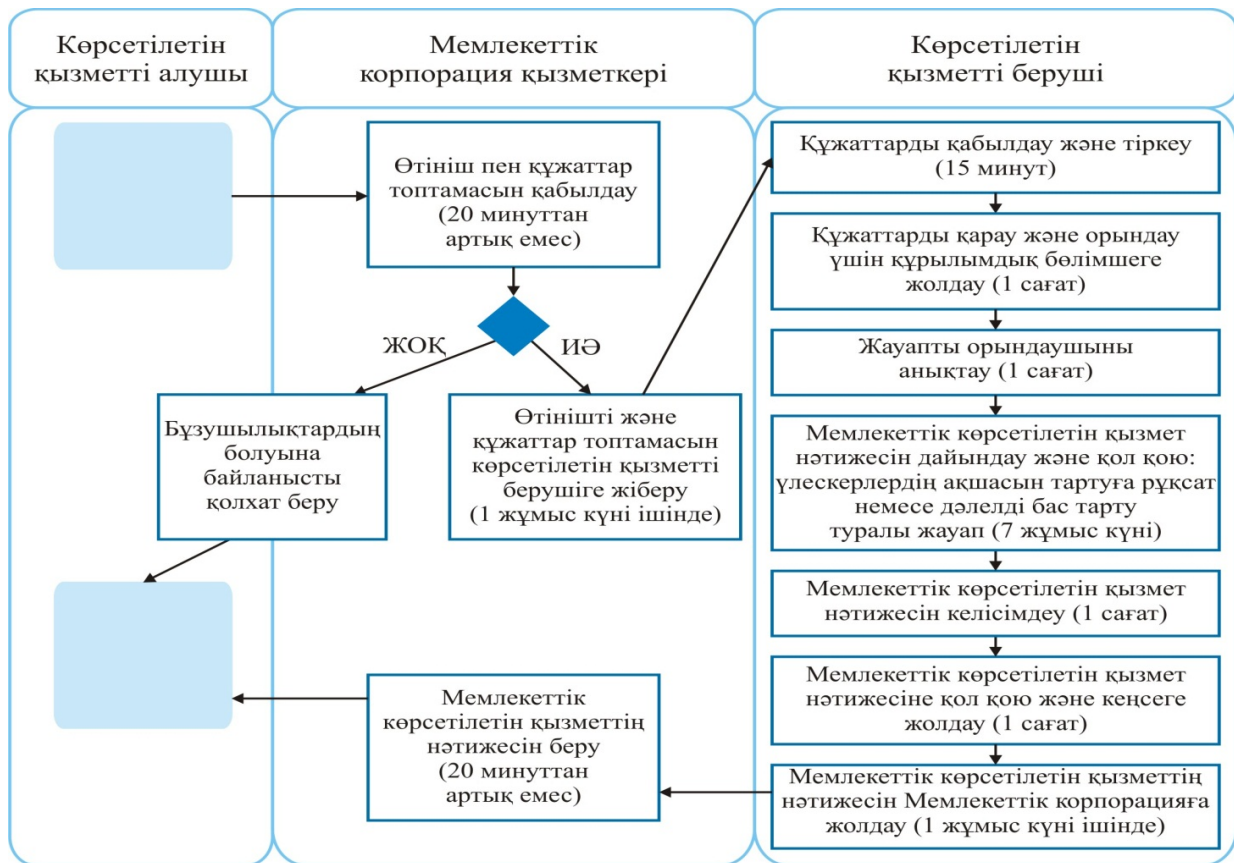 Көрсетілетін
қызметті алушы
Мемлекеттік
корпорация қызметкері
Көрсетілетін
қызметті беруші
Өтініш пен құжаттар
топтамасын қабылдау
(20 минуттан
артық емес)
ЖОҚ
ИӘ
Бұзушылықтардың
болуына
байланысты
қолхат беру
Өтінішті және
құжаттар топтамасын
көрсетілетін қызметті
берушіге жіберу
(1 жұмыс күні ішінде)
Құжаттарды қабылдау және тіркеу
(15 минут)
Құжаттарды қарау және орындау
үшін құрылымдық бөлімшеге
жолдау (1 сағат)
Жауапты орындаушыны
анықтау (1 сағат)
Мемлекеттік көрсетілетін қызмет
нәтижесін дайындау және қол қою:
үлескерлердің ақшасын тартуға рұқсат
немесе дәлелді бас тарту
туралы жауап (7 жұмыс күні)
Мемлекеттік көрсетілетін қызмет
нәтижесін келісімдеу (1 сағат)
Мемлекеттік көрсетілетін қызмет
нәтижесіне қол қою және кеңсеге
жолдау (1 сағат)
Мемлекеттік көрсетілетін қызметтің
нәтижесін Мемлекеттік корпорацияға
жолдау (1 жұмыс күні ішінде)
Мемлекеттік
көрсетілетін қызметтің
нәтижесін беру
(20 минуттан
артық емес)